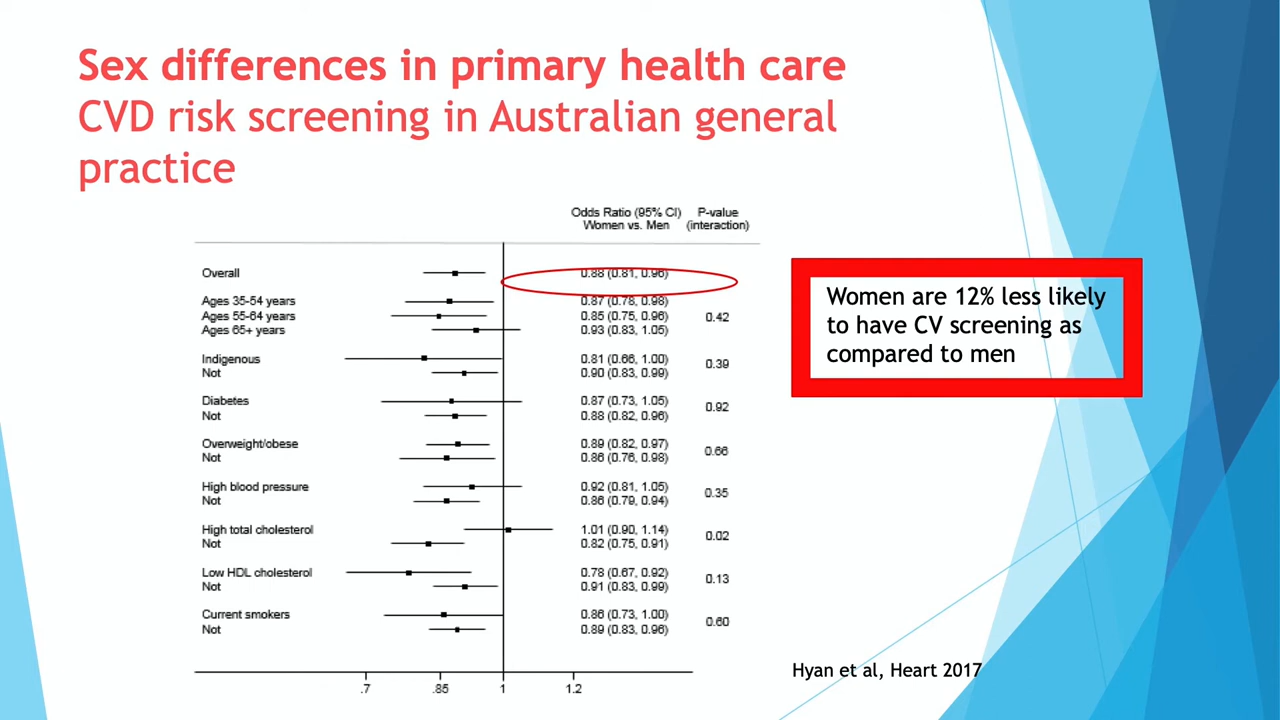 Sex differences in primary health care
CVD risk screening in Australian general
practice
Odds Ratio (95% CI) P-value
Women vs. Men (interaction)
Overall 0.88 (0.81, 0.96)
Ages 35-54 years 0.87 (0.78, 0.98)
Ages 55-64 years 0.85 (0.75, 0.96) 0.42
Ages 65+ years 0.93 (0.83, 1.05)
Indigenous 0.81 (0.66, 1.00)
0.39
Not 0.90 (0.83, 0.99)
Diabetes 0.87 (0.73, 1.05)
0.92
Not 0.88 (0.82, 0.96)
Overweight/obese 0.89 (0.82, 0.97)
0.66
Not 0.86 (0.76, 0.98)
High blood pressure 0.92 (0.81, 1.05)
0.35
Not 0.86 (0.79, 0.94)
High total cholesterol 1.01 (0.90, 1.14)
0.02
Not 0.82 (0.75, 0.91)
Low HDL cholesterol 0.78 (0.67, 0.92)
0.13
Not 0.91 (0.83, 0.99)
Current smokers 0.86 (0.73, 1.00)
0.60
Not 0.89 (0.83, 0.96)
.7 .85 1 1.2
Women are 12% less likely
to have CV screening as
compared to men
Hyan et al, Heart 2017